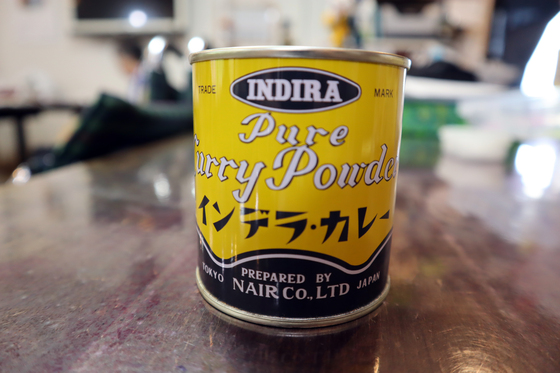 INDIRA
TRADE MARK
Pure
Curry Powder
インデラ・カレー
TOKYO PREPARED BY JAPAN
NAIR CO., LTD